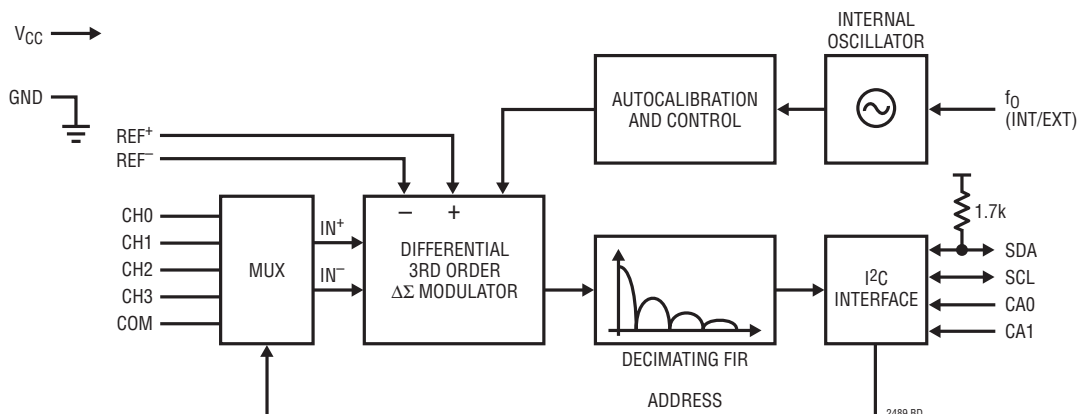 VCC
GND
REF+
REF–
CH0
CH1
CH2
CH3
COM
MUX
IN+
IN–
– +
DIFFERENTIAL
3RD ORDER
ΔΣ MODULATOR
AUTOCALIBRATION
AND CONTROL
INTERNAL
OSCILLATOR
fO
(INT/EXT)
DECIMATING FIR
ADDRESS
I2C
INTERFACE
1.7k
SDA
SCL
CA0
CA1
2489 BD